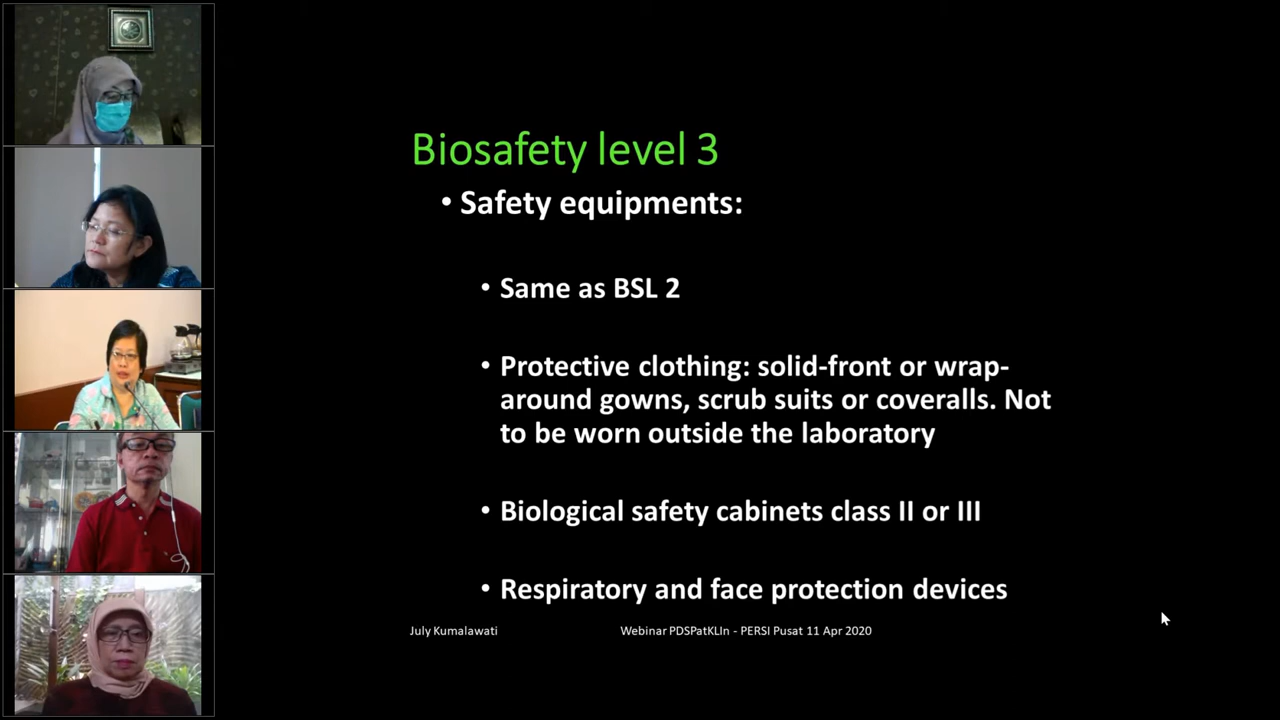 Biosafety level 3
• Safety equipments:
• Same as BSL 2
• Protective clothing: solid-front or wrap-
around gowns, scrub suits or coveralls. Not
to be worn outside the laboratory
• Biological safety cabinets class II or III
• Respiratory and face protection devices
July Kumalawati
Webinar PDSPatKLIn - PERSI Pusat 11 Apr 2020